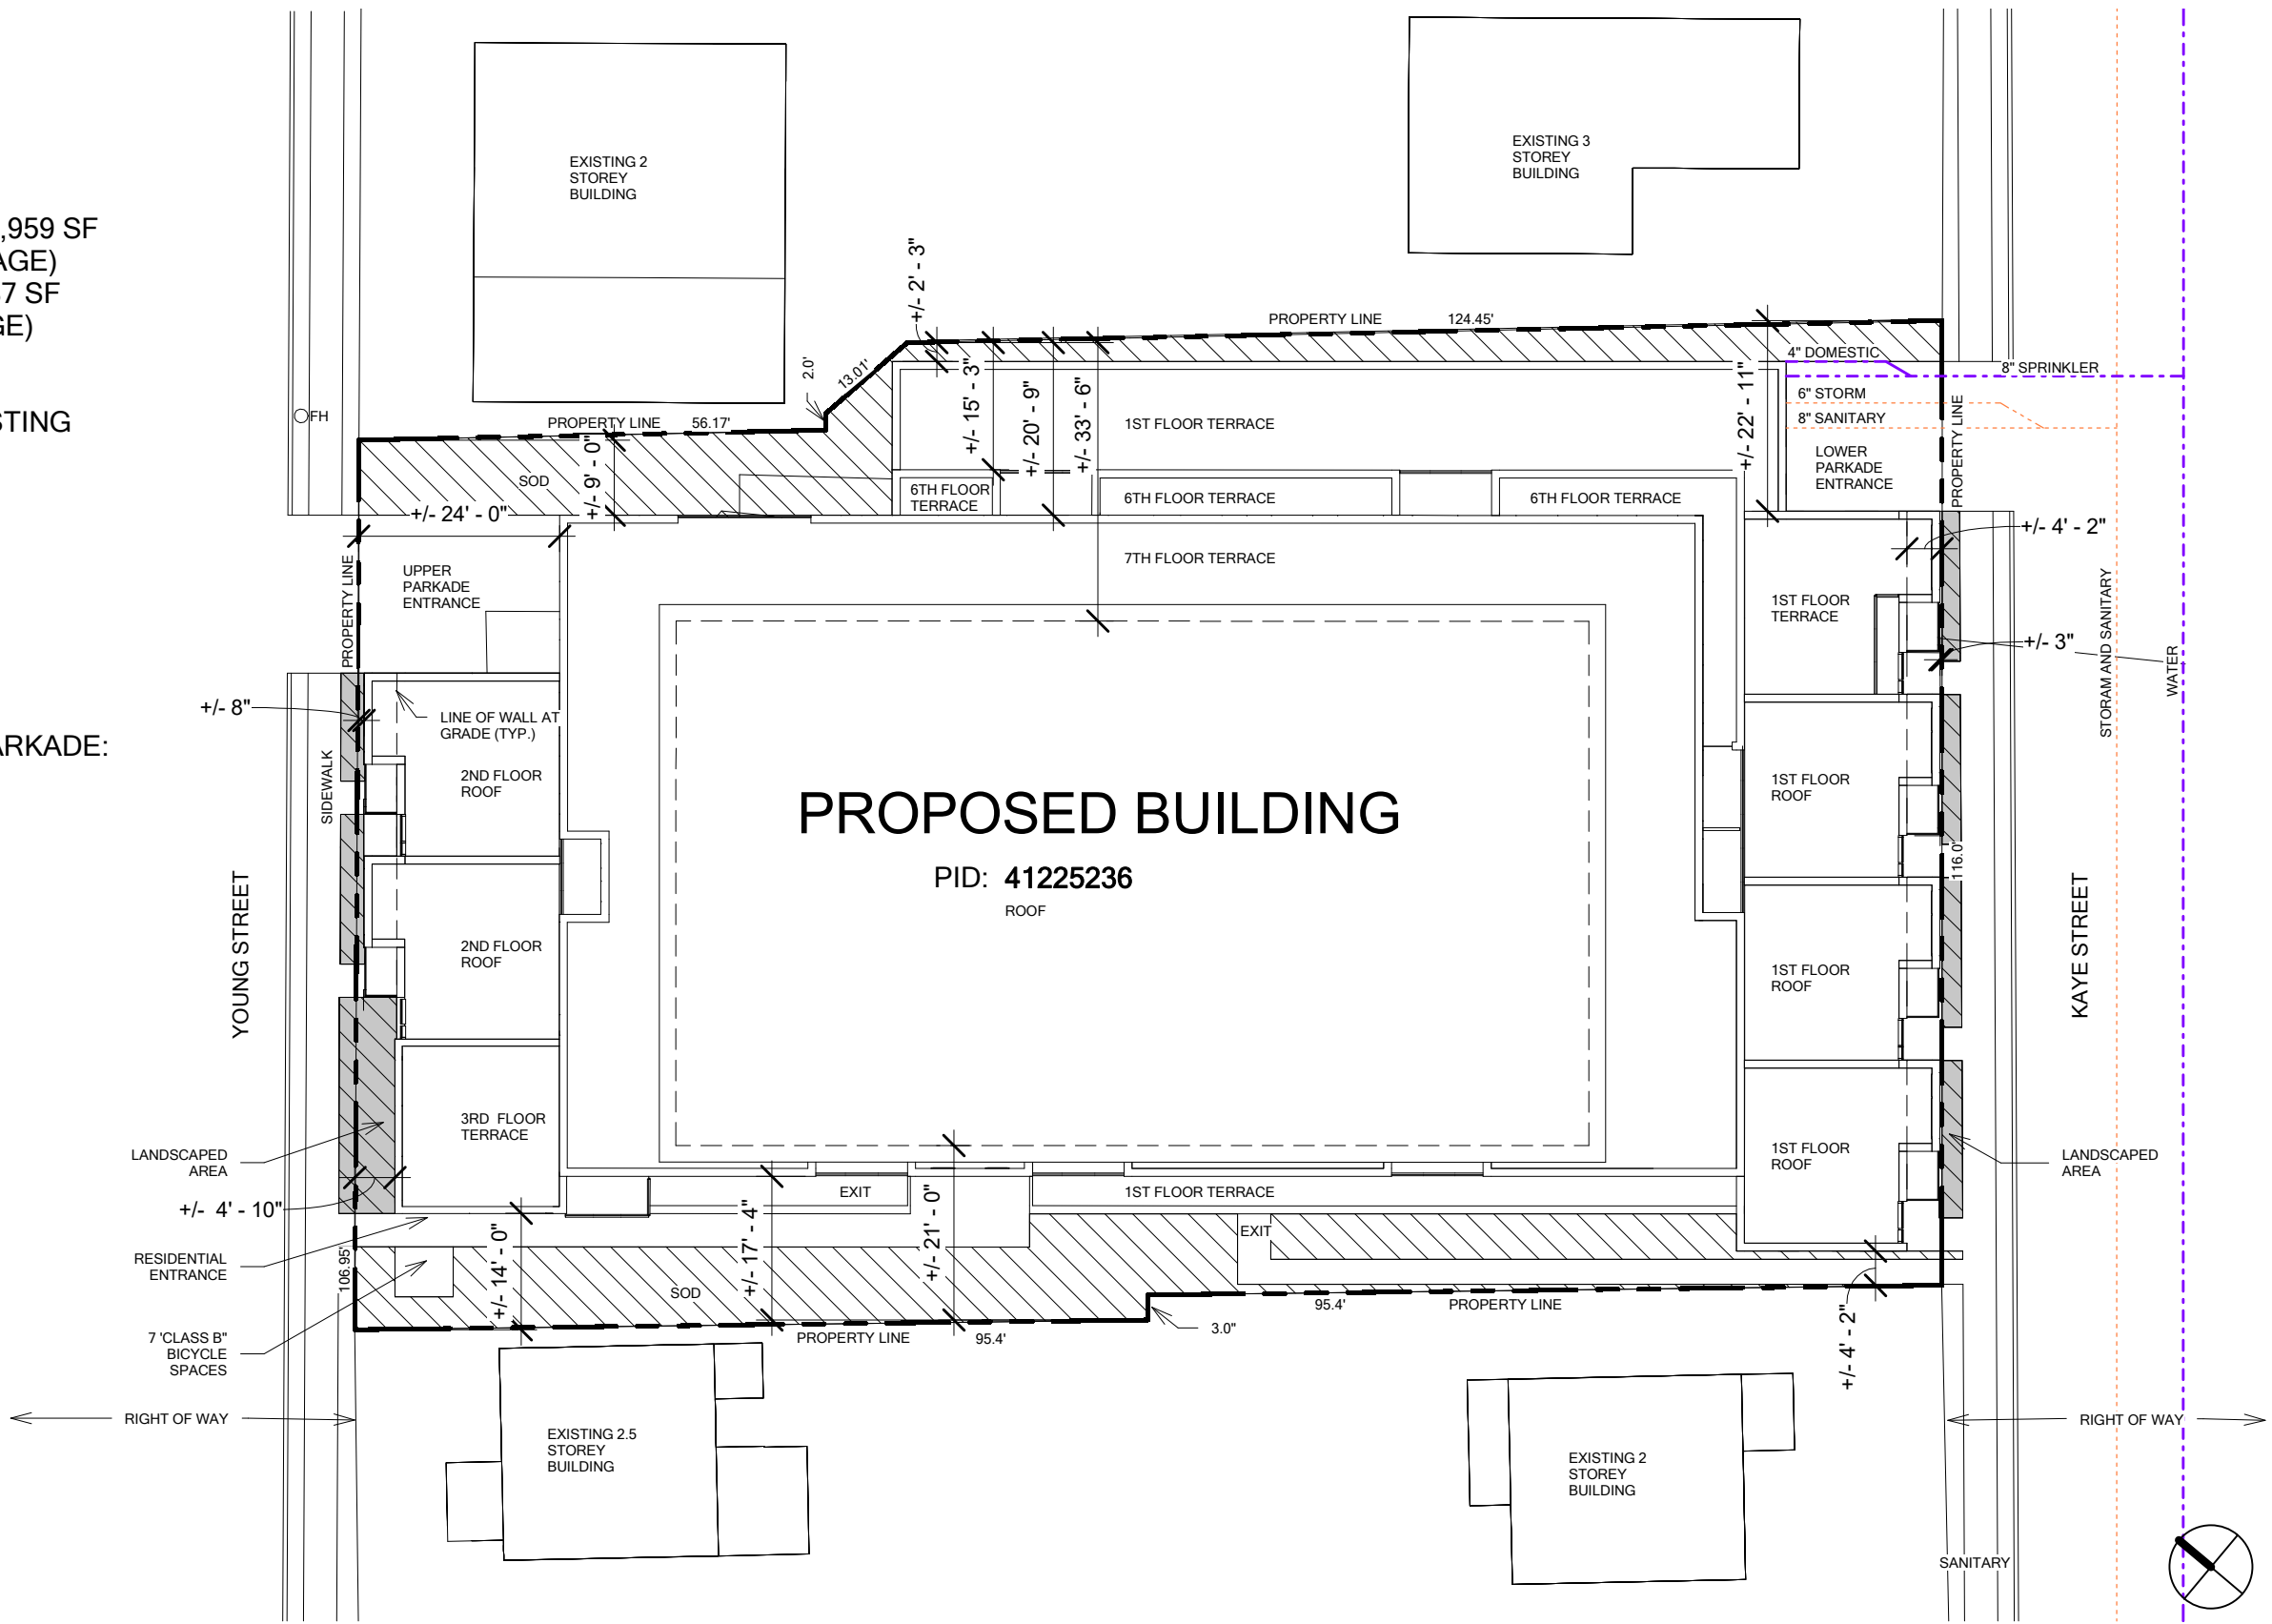 ,959 SF
AGE)
7 SF
GE)
STING
ARKADE:
EXISTING 2
STOREY
BUILDING
EXISTING 3
STOREY
BUILDING
+/- 2' - 3"
PROPERTY LINE
124.45'
2.0'
13.01'
4" DOMESTIC
8" SPRINKLER
6" STORM
8" SANITARY
FH
PROPERTY LINE
56.17'
+/- 15' - 3"
+/- 20' - 9"
+/- 33' - 6"
1ST FLOOR TERRACE
+/- 22' - 11"
LOWER
PARKADE
ENTRANCE
PROPERTY LINE
SOD
+/- 9' - 0"
+/- 24' - 0"
6TH FLOOR
TERRACE
6TH FLOOR TERRACE
6TH FLOOR TERRACE
+/- 4' - 2"
7TH FLOOR TERRACE
PROPERTY LINE
UPPER
PARKADE
ENTRANCE
1ST FLOOR
TERRACE
+/- 3"
STORAM AND SANITARY
WATER
+/- 8"
LINE OF WALL AT
GRADE (TYP.)
SIDEWALK
2ND FLOOR
ROOF
1ST FLOOR
ROOF
PROPOSED BUILDING
PID: 41225236
ROOF
116.0'
YOUNG STREET
KAYE STREET
2ND FLOOR
ROOF
1ST FLOOR
ROOF
3RD FLOOR
TERRACE
1ST FLOOR
ROOF
LANDSCAPED
AREA
LANDSCAPED
AREA
+/- 4' - 10"
EXIT
1ST FLOOR TERRACE
RESIDENTIAL
ENTRANCE
106.95'
+/- 14' - 0"
+/- 17' - 4"
+/- 21' - 0"
EXIT
SOD
7 'CLASS B"
BICYCLE
SPACES
PROPERTY LINE
95.4'
3.0"
95.4'
PROPERTY LINE
+/- 4' - 2"
RIGHT OF WAY
RIGHT OF WAY
EXISTING 2.5
STOREY
BUILDING
EXISTING 2
STOREY
BUILDING
SANITARY